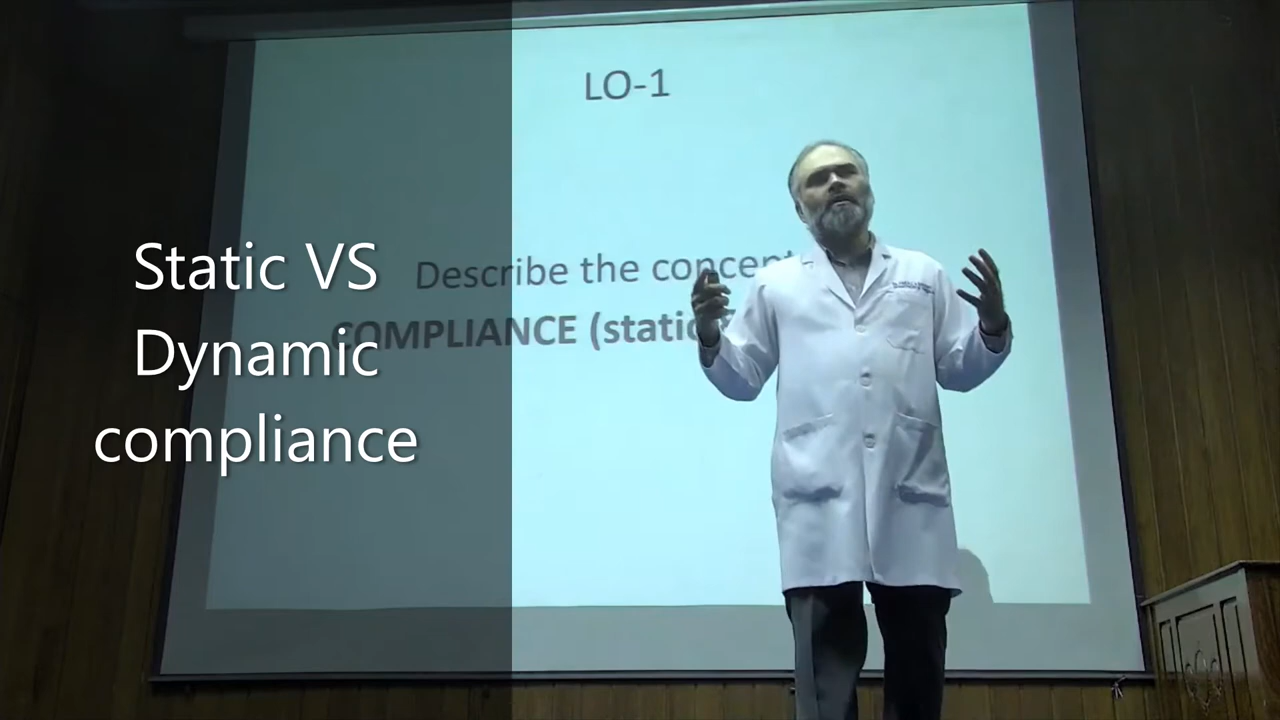 LO-1
Describe the concept
COMPLIANCE (static
Static VS
Dynamic
compliance